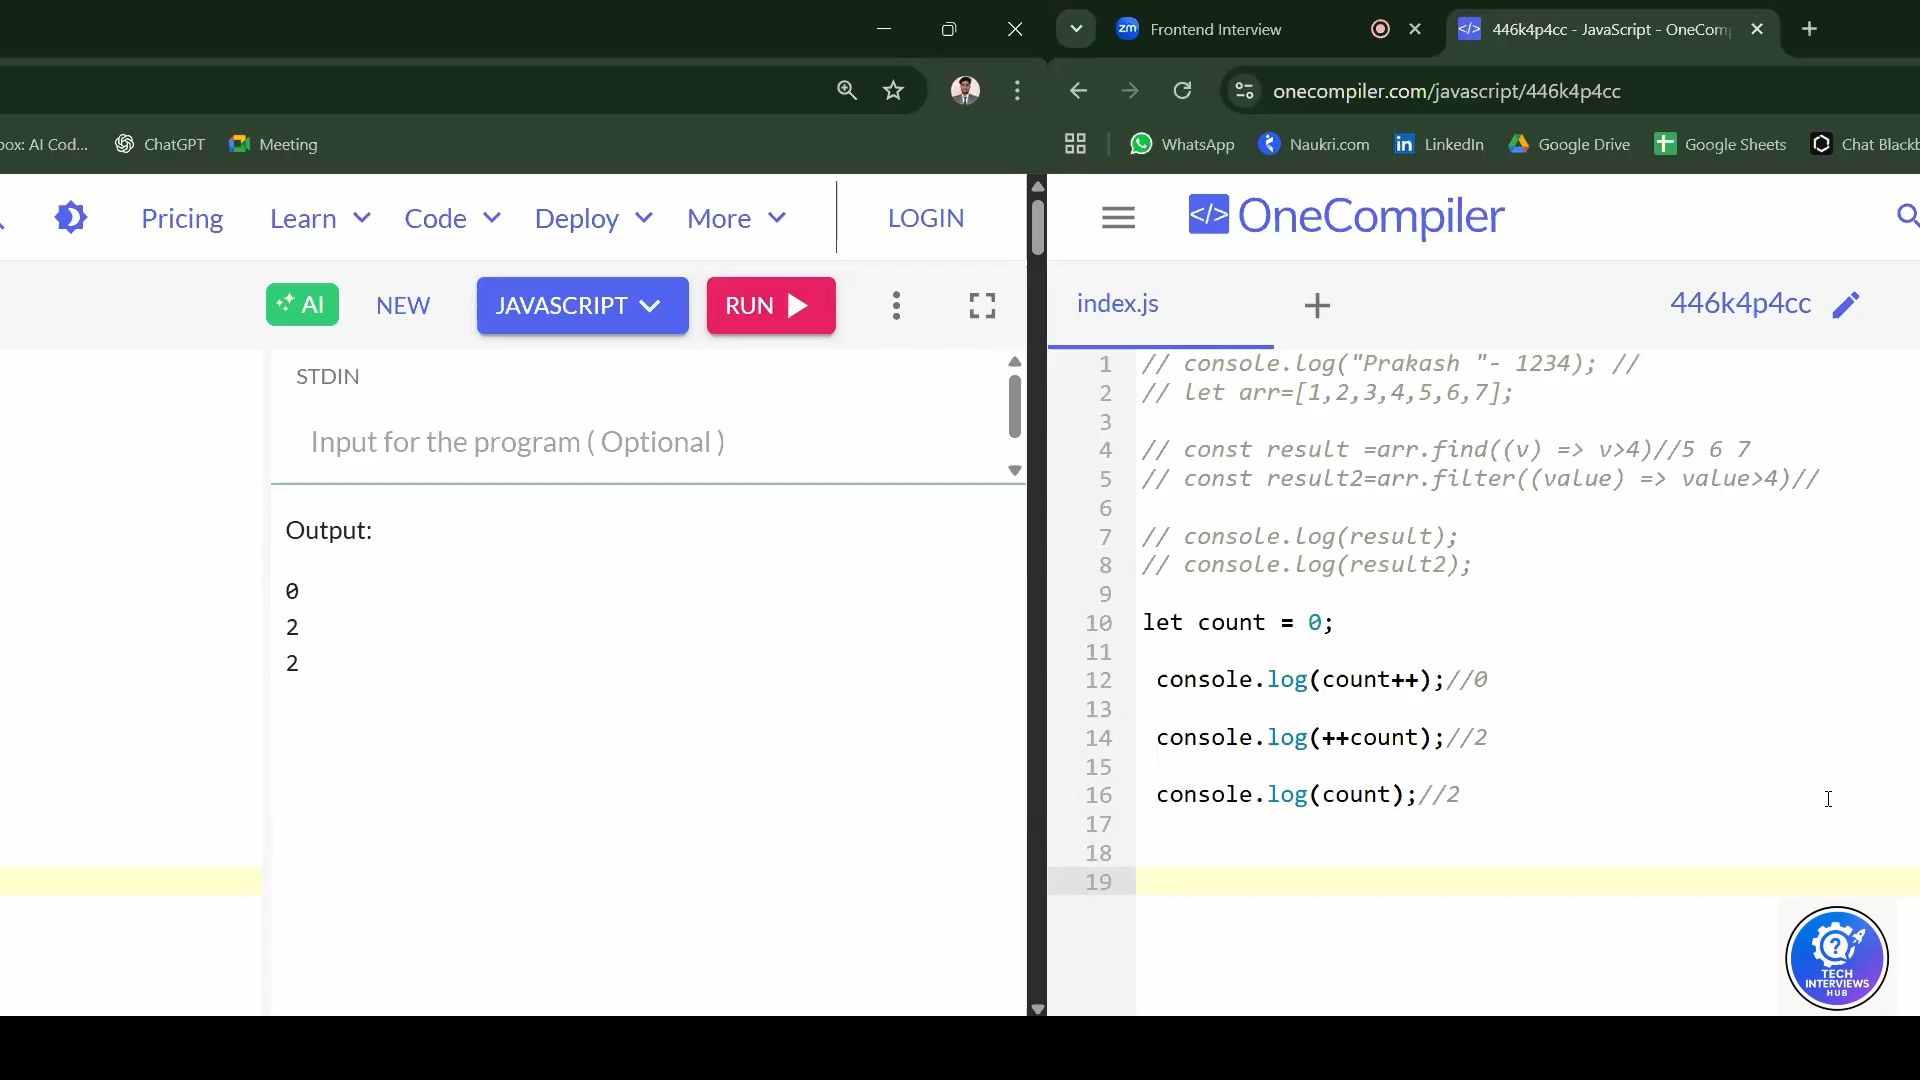 zm Frontend Interview
446k4p4cc - JavaScript - OneCom
onecompiler.com/javascript/446k4p4cc
box: AI Cod...
ChatGPT
Meeting
WhatsApp
Naukri.com
LinkedIn
Google Drive
Google Sheets
Chat Blackb
Pricing
Learn
Code
Deploy
More
LOGIN
</> OneCompiler
AI
NEW
JAVASCRIPT
RUN
index.js
+
446k4p4cc
STDIN
Input for the program ( Optional )
Output:
0
2
2
1 // console.log("Prakash "- 1234); //
2 // let arr=[1,2,3,4,5,6,7];
3
4 // const result =arr.find((v) => v>4)//5 6 7
5 // const result2=arr.filter((value) => value>4)//
6
7 // console.log(result);
8 // console.log(result2);
9
10 let count = 0;
11
12 console.log(count++);//0
13
14 console.log(++count);//2
15
16 console.log(count);//2
17
18
19
TECH
INTERVIEWS
HUB